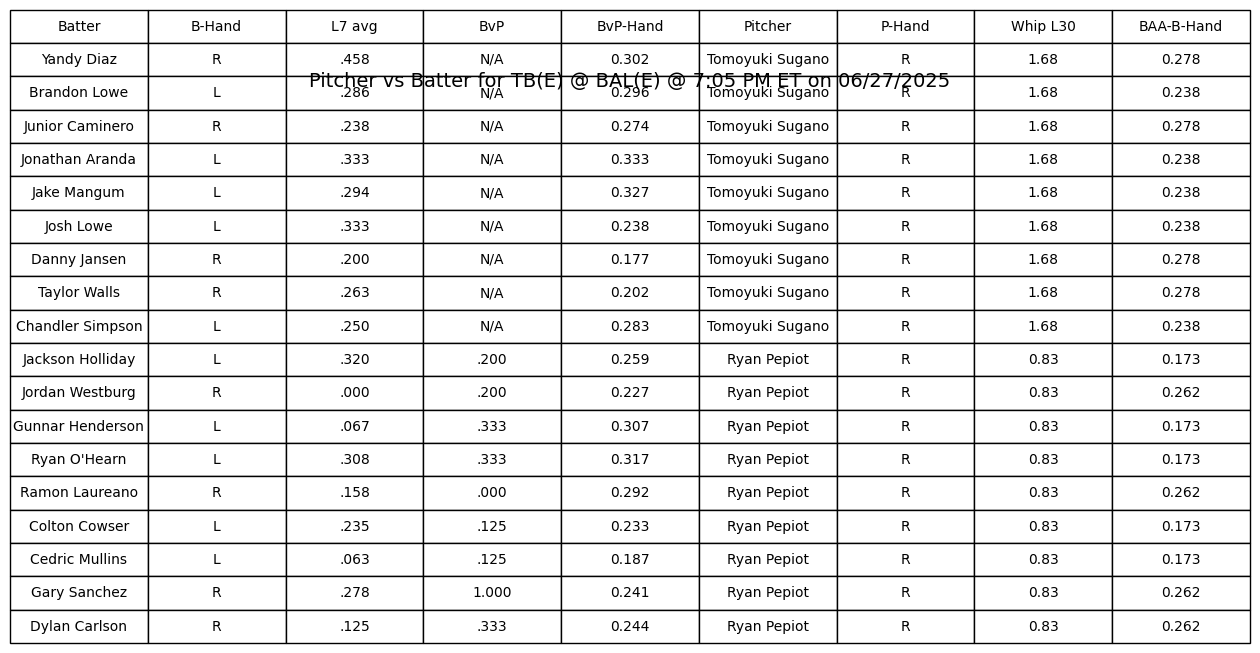 Batter B-Hand L7 avg BvP BvP-Hand Pitcher P-Hand Whip L30 BAA-B-Hand
Yandy Diaz R .458 N/A 0.302 Tomoyuki Sugano R 1.68 0.278
Pitcher vs Batter for TB(E) @ BAL(E) @ 7:05 PM ET on 06/27/2025
Brandon Lowe L .286 N/A 0.296 Tomoyuki Sugano R 1.68 0.238
Junior Caminero R .238 N/A 0.274 Tomoyuki Sugano R 1.68 0.278
Jonathan Aranda L .333 N/A 0.333 Tomoyuki Sugano R 1.68 0.238
Jake Mangum L .294 N/A 0.327 Tomoyuki Sugano R 1.68 0.238
Josh Lowe L .333 N/A 0.238 Tomoyuki Sugano R 1.68 0.238
Danny Jansen R .200 N/A 0.177 Tomoyuki Sugano R 1.68 0.278
Taylor Walls R .263 N/A 0.202 Tomoyuki Sugano R 1.68 0.278
Chandler Simpson L .250 N/A 0.283 Tomoyuki Sugano R 1.68 0.238
Jackson Holliday L .320 .200 0.259 Ryan Pepiot R 0.83 0.173
Jordan Westburg R .000 .200 0.227 Ryan Pepiot R 0.83 0.262
Gunnar Henderson L .067 .333 0.307 Ryan Pepiot R 0.83 0.173
Ryan O'Hearn L .308 .333 0.317 Ryan Pepiot R 0.83 0.173
Ramon Laureano R .158 .000 0.292 Ryan Pepiot R 0.83 0.262
Colton Cowser L .235 .125 0.233 Ryan Pepiot R 0.83 0.173
Cedric Mullins L .063 .125 0.187 Ryan Pepiot R 0.83 0.173
Gary Sanchez R .278 1.000 0.241 Ryan Pepiot R 0.83 0.262
Dylan Carlson R .125 .333 0.244 Ryan Pepiot R 0.83 0.262